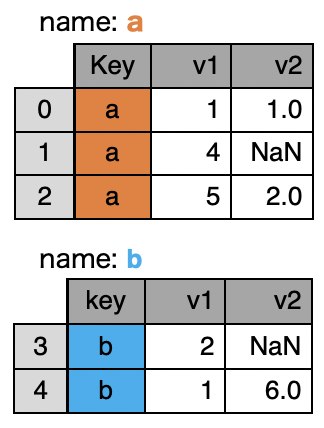 name: a
Key v1 v2
0 a 1 1.0
1 a 4 NaN
2 a 5 2.0
name: b
key v1 v2
3 b 2 NaN
4 b 1 6.0